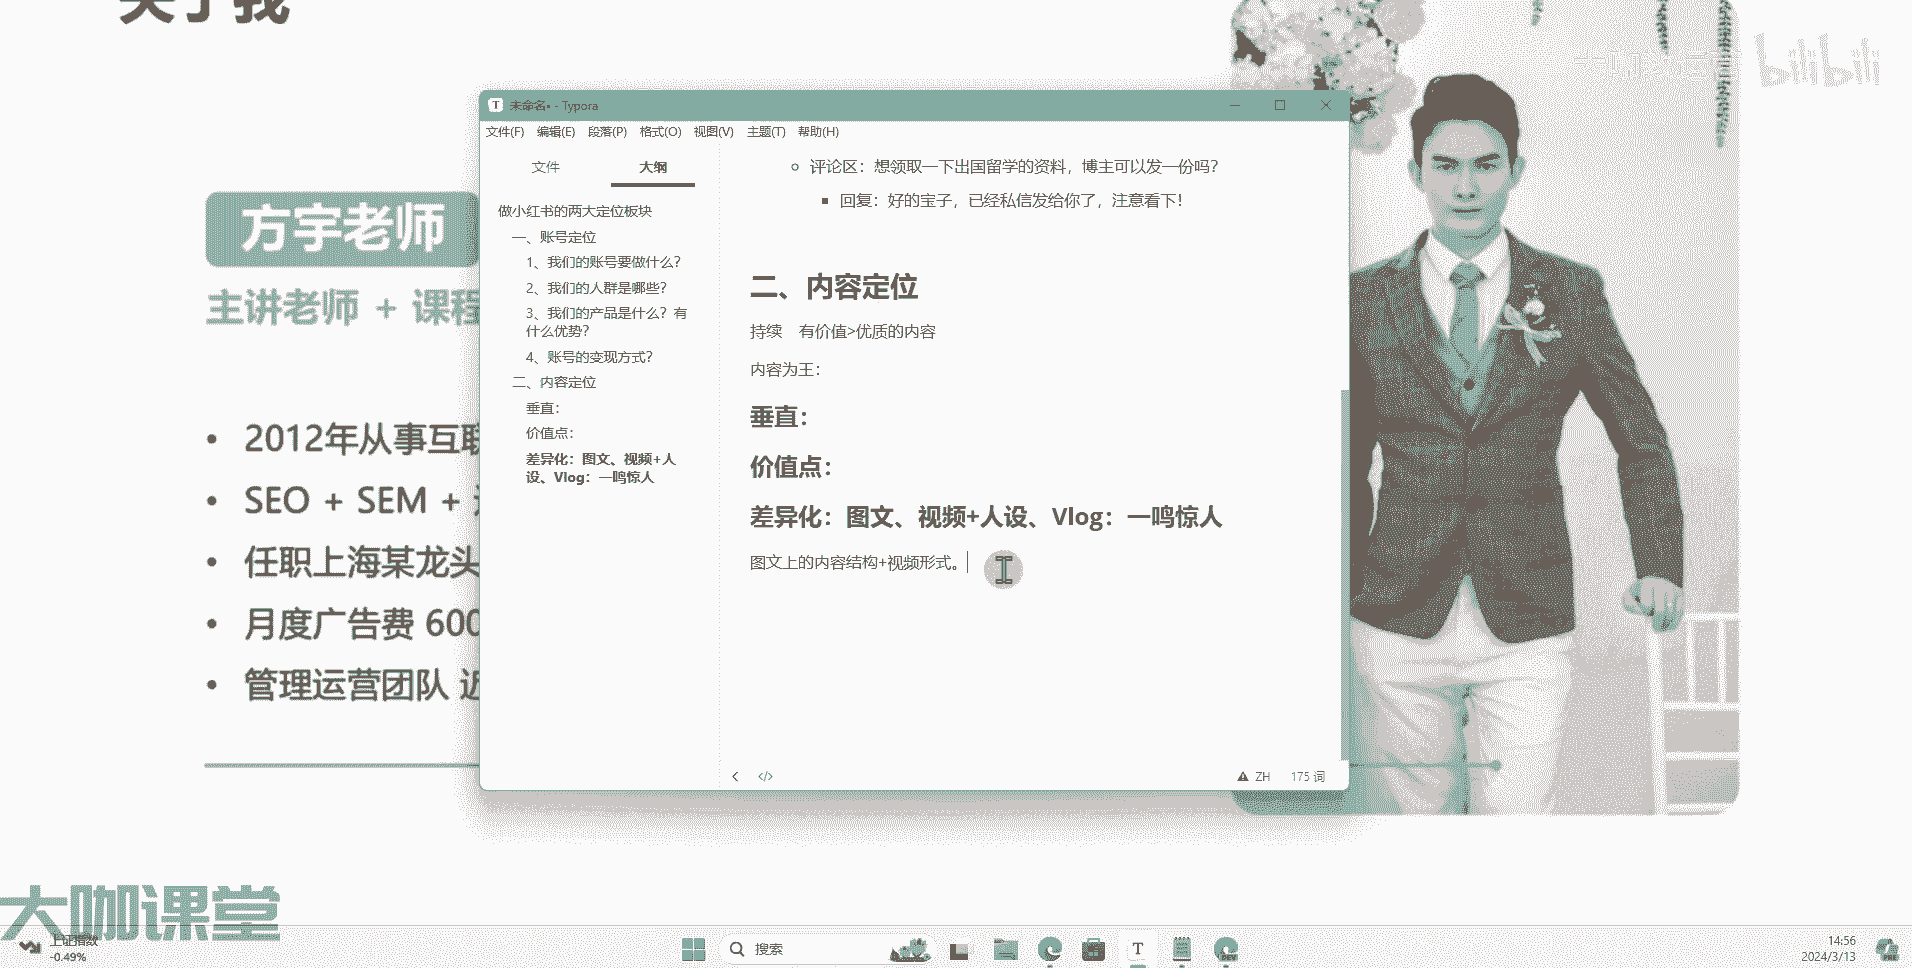 关于我
bilibili
方宇老师
主讲老师 + 课程
2012年从事互联
SEO + SEM +
任职上海某龙头
月度广告费 600
管理运营团队 近
未命名• - Typora
文件(F) 编辑(E) 段落(P) 格式(O) 视图(V) 主题(T) 帮助(H)
文件 大纲
做小红书的两大定位板块
一、账号定位
1、我们的账号要做什么？
2、我们的人群是哪些？
3、我们的产品是什么？有
什么优势？
4、账号的变现方式？
二、内容定位
垂直：
价值点：
差异化：图文、视频+人
设、Vlog：一鸣惊人
评论区：想领取一下出国留学的资料，博主可以发一份吗？
回复：好的宝子，已经私信发给你了，注意看下！
二、内容定位
持续 有价值>优质的内容
内容为王：
垂直：
价值点：
差异化：图文、视频+人设、Vlog：一鸣惊人
图文上的内容结构+视频形式。
ZH 175 词
大咖课堂
上证指数
-0.49%
搜索
T
DEV
14:56
2024/3/13
PRE